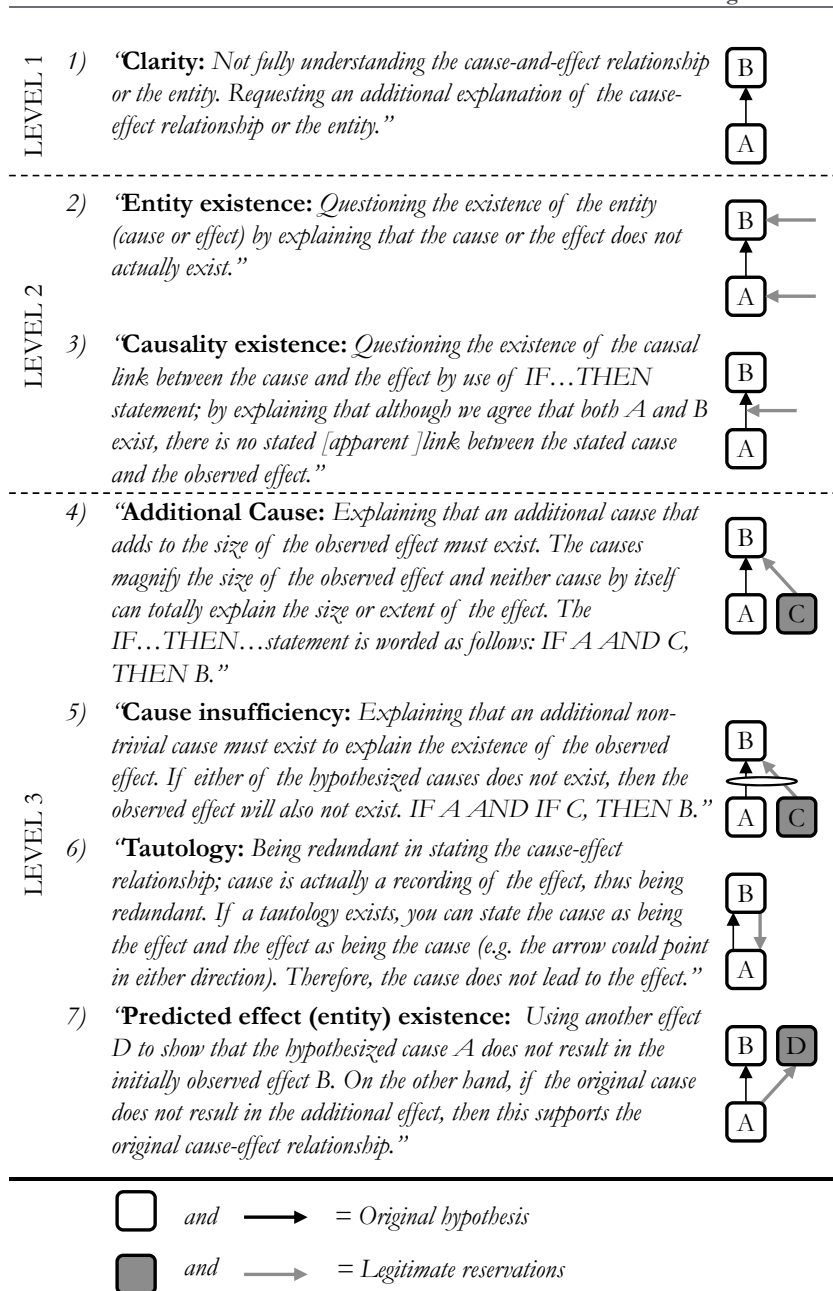 LEVEL 1
1) “Clarity: Not fully understanding the cause-and-effect relationship
or the entity. Requesting an additional explanation of the cause-
effect relationship or the entity.”
B
A
LEVEL 2
2) “Entity existence: Questioning the existence of the entity
(cause or effect) by explaining that the cause or the effect does not
actually exist.”
B
A
3) “Causality existence: Questioning the existence of the causal
link between the cause and the effect by use of IF…THEN
statement; by explaining that although we agree that both A and B
exist, there is no stated [apparent ]link between the stated cause
and the observed effect.”
B
A
LEVEL 3
4) “Additional Cause: Explaining that an additional cause that
adds to the size of the observed effect must exist. The causes
magnify the size of the observed effect and neither cause by itself
can totally explain the size or extent of the effect. The
IF…THEN…statement is worded as follows: IF A AND C,
THEN B.”
B
A C
5) “Cause insufficiency: Explaining that an additional non-
trivial cause must exist to explain the existence of the observed
effect. If either of the hypothesized causes does not exist, then the
observed effect will also not exist. IF A AND IF C, THEN B.”
B
A C
6) “Tautology: Being redundant in stating the cause-effect
relationship; cause is actually a recording of the effect, thus being
redundant. If a tautology exists, you can state the cause as being
the effect and the effect as being the cause (e.g. the arrow could point
in either direction). Therefore, the cause does not lead to the effect.”
B
A
7) “Predicted effect (entity) existence: Using another effect
D to show that the hypothesized cause A does not result in the
initially observed effect B. On the other hand, if the original cause
does not result in the additional effect, then this supports the
original cause-effect relationship.”
B D
A
and = Original hypothesis
and = Legitimate reservations